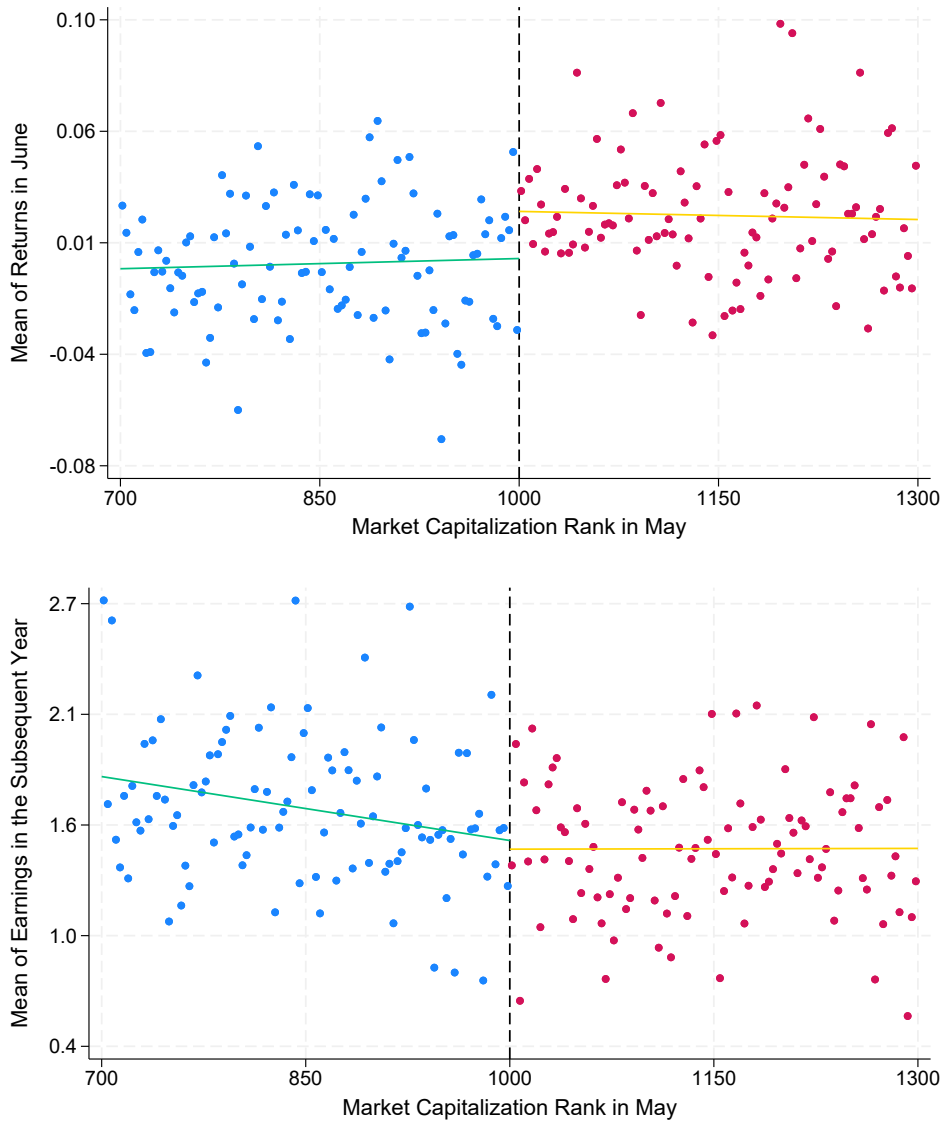 0.10
0.06
0.01
-0.04
-0.08
Mean of Returns in June
700 850 1000 1150 1300
Market Capitalization Rank in May
2.7
2.1
1.6
1.0
0.4
Mean of Earnings in the Subsequent Year
700 850 1000 1150 1300
Market Capitalization Rank in May